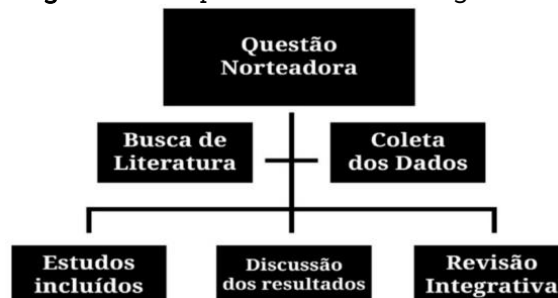 Questão
Norteadora
Busca de
Literatura
Coleta
dos Dados
Estudos
incluídos
Discussão
dos resultados
Revisão
Integrativa